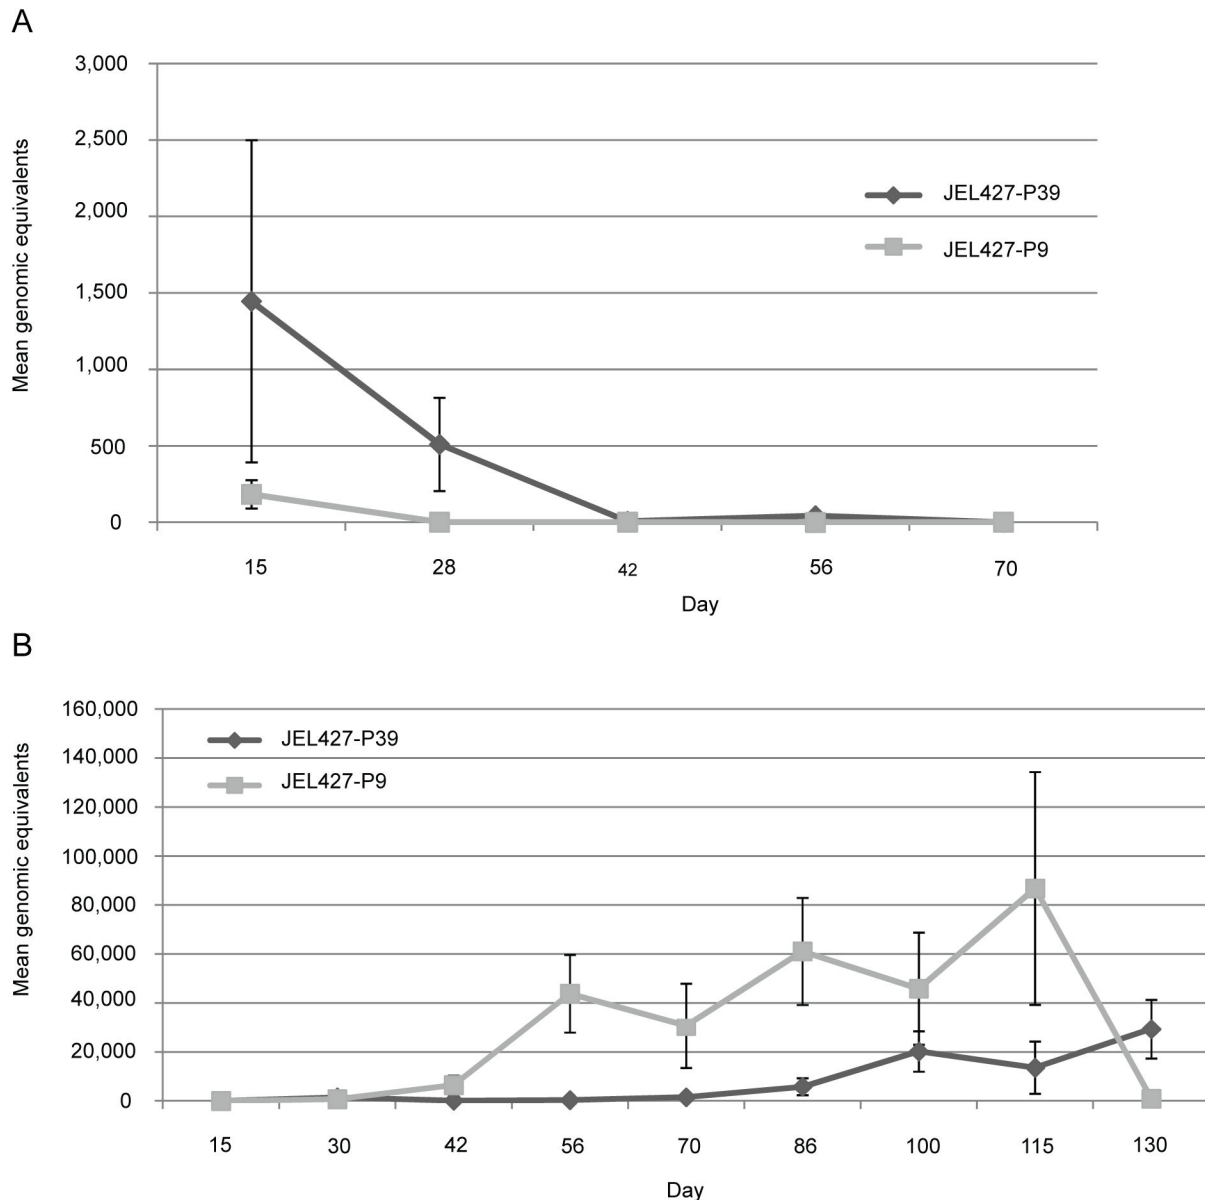 A
Mean genomic equivalents
3,000
2,500
2,000
1,500
1,000
500
0
JEL427-P39
JEL427-P9
15 28 42 56 70
Day
B
Mean genomic equivalents
160,000
140,000
120,000
100,000
80,000
60,000
40,000
20,000
0
JEL427-P39
JEL427-P9
15 30 42 56 70 86 100 115 130
Day